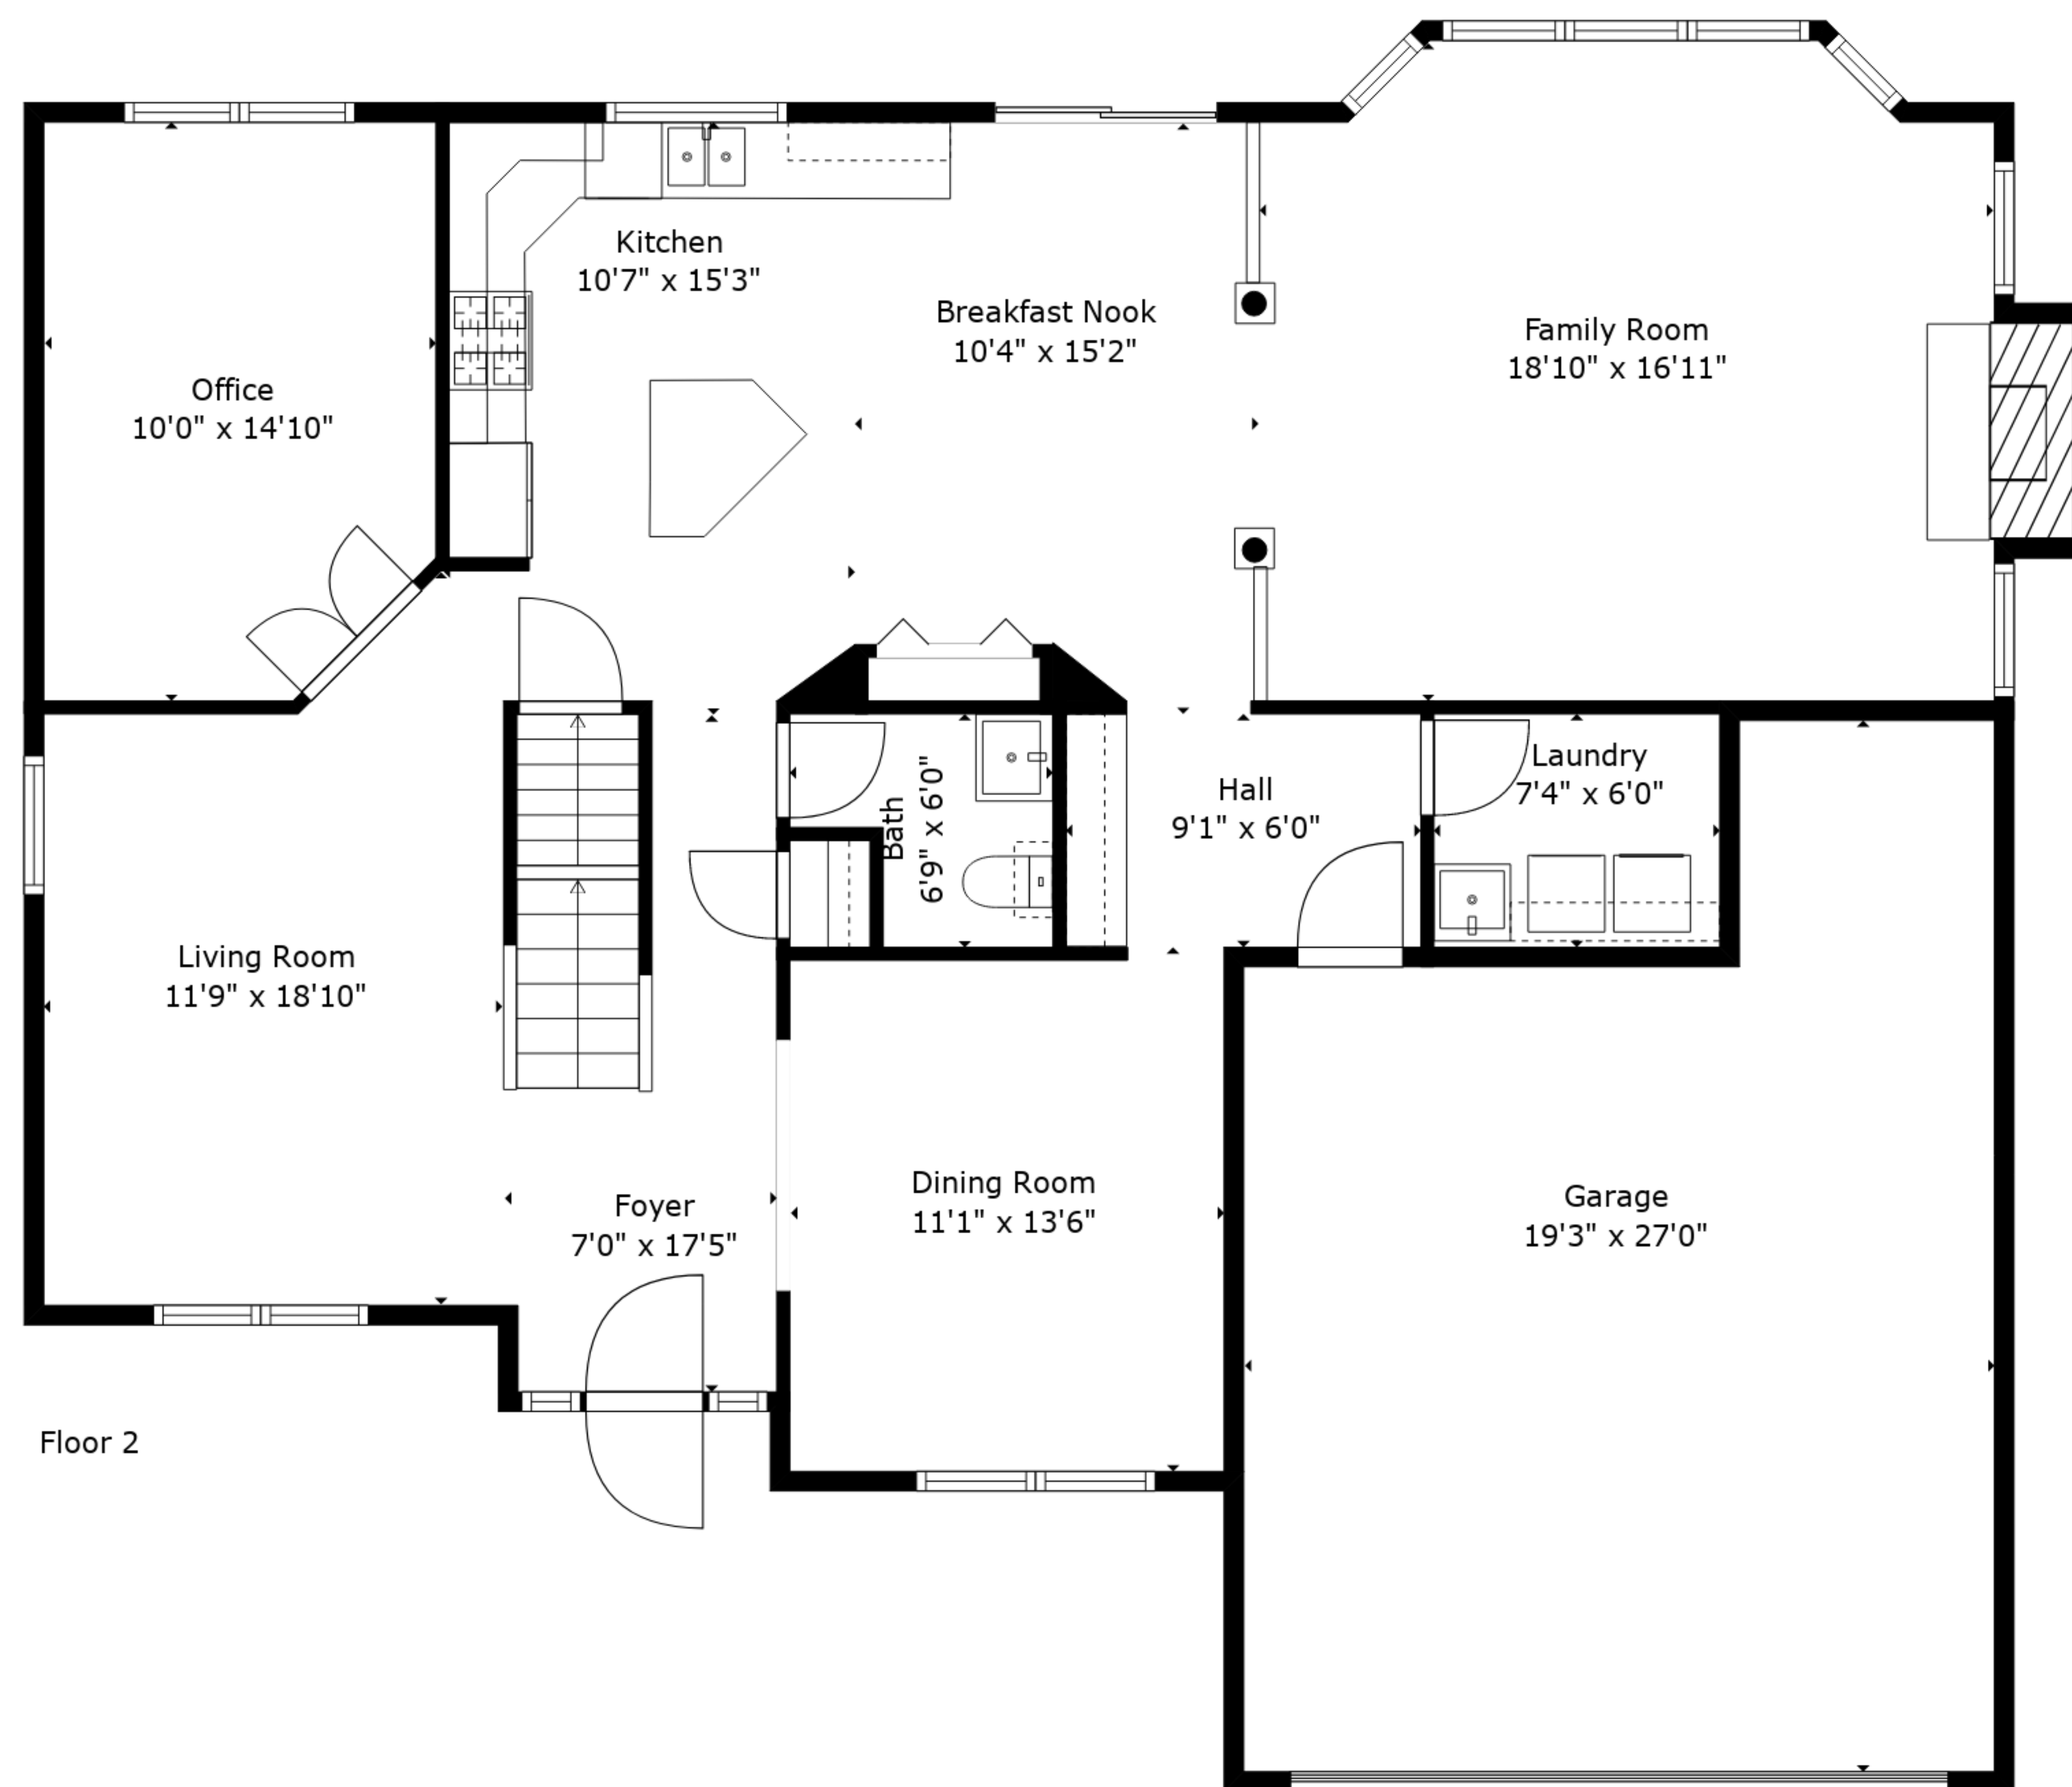 Kitchen
10'7" x 15'3"
Breakfast Nook
10'4" x 15'2"
Family Room
18'10" x 16'11"
Office
10'0" x 14'10"
Laundry
7'4" x 6'0"
Hall
9'1" x 6'0"
Bath
6'9" x 6'0"
Living Room
11'9" x 18'10"
Dining Room
11'1" x 13'6"
Foyer
7'0" x 17'5"
Garage
19'3" x 27'0"
Floor 2